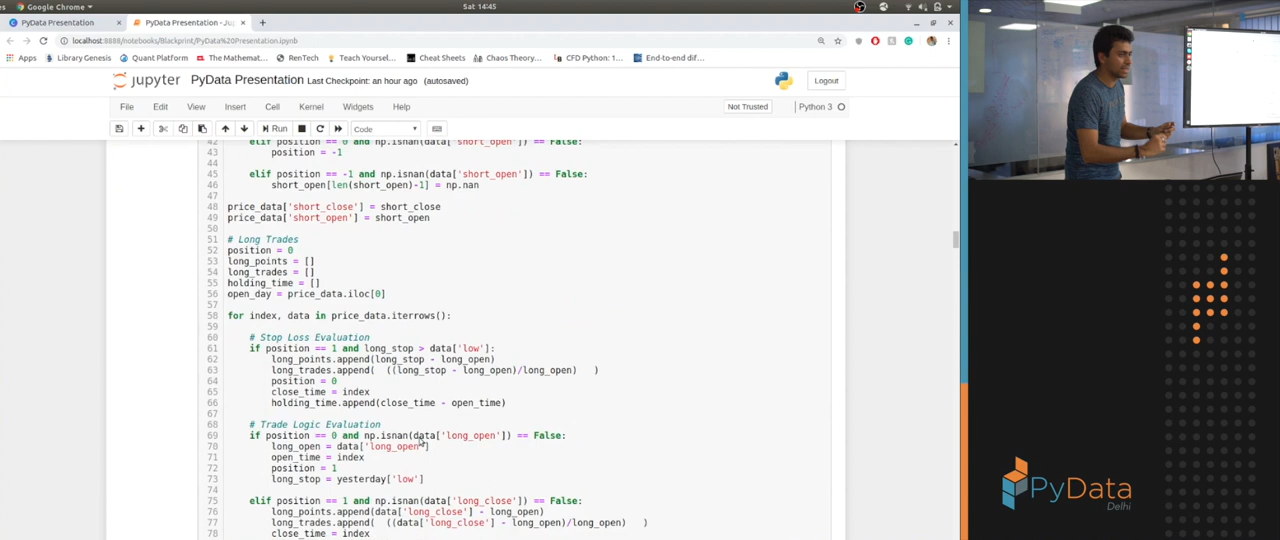 Google Chrome
Sat 14:45
PyData Presentation
PyData Presentation - Jup
localhost:8888/notebooks/Blackprint/PyData%20Presentation.ipynb
Apps
Library Genesis
Quant Platform
The Mathemat...
RenTech
Teach Yourself...
Cheat Sheets
Chaos Theory...
CFD Python: 1...
End-to-end dif...
jupyter PyData Presentation Last Checkpoint: an hour ago (autosaved)
Logout
File Edit View Insert Cell Kernel Widgets Help
Not Trusted
Python 3
Run
Code
42 elif position == 0 and np.isnan(data['short_open']) == False:
43 position = -1
44
45 elif position == -1 and np.isnan(data['short_open']) == False:
46 short_open[len(short_open)-1] = np.nan
47
48 price_data['short_close'] = short_close
49 price_data['short_open'] = short_open
50
51 # Long Trades
52 position = 0
53 long_points = []
54 long_trades = []
55 holding_time = []
56 open_day = price_data.iloc[0]
57
58 for index, data in price_data.iterrows():
59
60 # Stop Loss Evaluation
61 if position == 1 and long_stop > data['low']:
62 long_points.append(long_stop - long_open)
63 long_trades.append( ((long_stop - long_open)/long_open) )
64 position = 0
65 close_time = index
66 holding_time.append(close_time - open_time)
67
68 # Trade Logic Evaluation
69 if position == 0 and np.isnan(data['long_open']) == False:
70 long_open = data['long_open']
71 open_time = index
72 position = 1
73 long_stop = yesterday['low']
74
75 elif position == 1 and np.isnan(data['long_close']) == False:
76 long_points.append(data['long_close'] - long_open)
77 long_trades.append( ((data['long_close'] - long_open)/long_open) )
78 close_time = index
PyData
Delhi